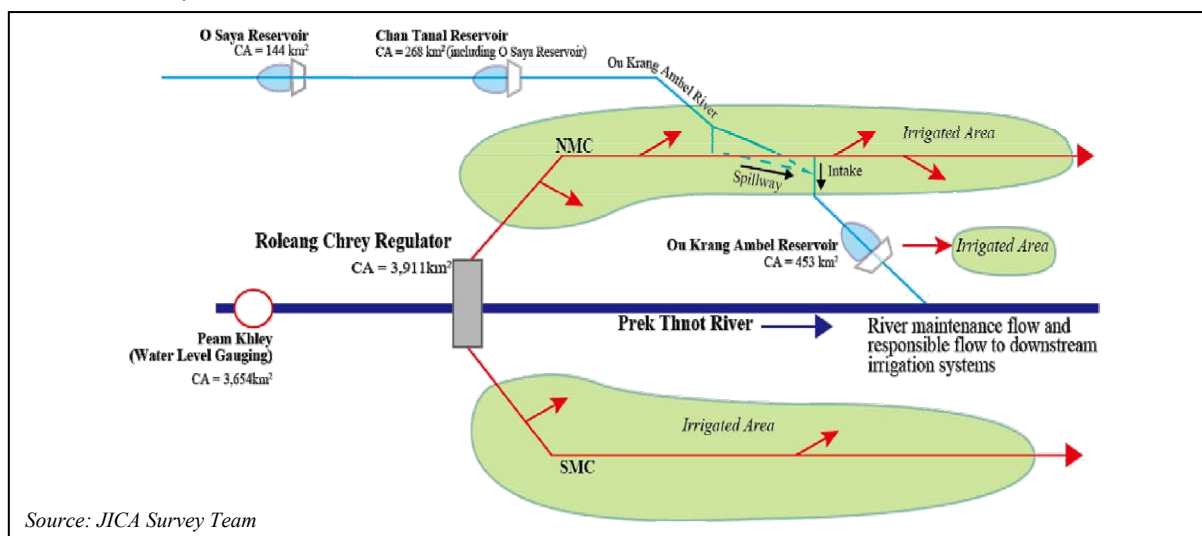 O Saya Reservoir
CA = 144 km²
Chan Tanal Reservoir
CA = 268 km² (including O Saya Reservoir)
Ou Krang Ambel River
NMC
Irrigated Area
Spillway
Intake
Roleang Chrey Regulator
CA = 3,911km²
Ou Krang Ambel Reservoir
CA = 453 km²
Irrigated Area
Peam Khley
(Water Level Gauging)
CA = 3,654km²
Prek Thnot River
River maintenance flow and
responsible flow to downstream
irrigation systems
Irrigated Area
SMC
Source: JICA Survey Team